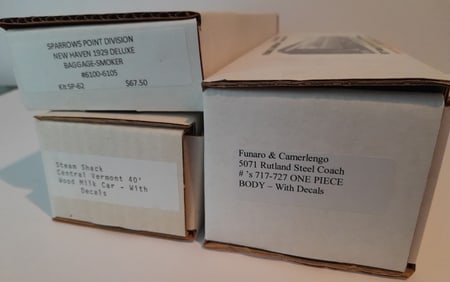 SPARROWS POINT DIVISION
NEW HAVEN 1929 DELUXE
BAGGAGE-SMOKER
#6100-6105
Kit SP-62 $67.50
Steam Shack
Central Vermont 40'
Wood Milk Car - With
Decals
Funaro & Camerlengo
5071 Rutland Steel Coach
# 's 717-727 ONE PIECE
BODY – With Decals